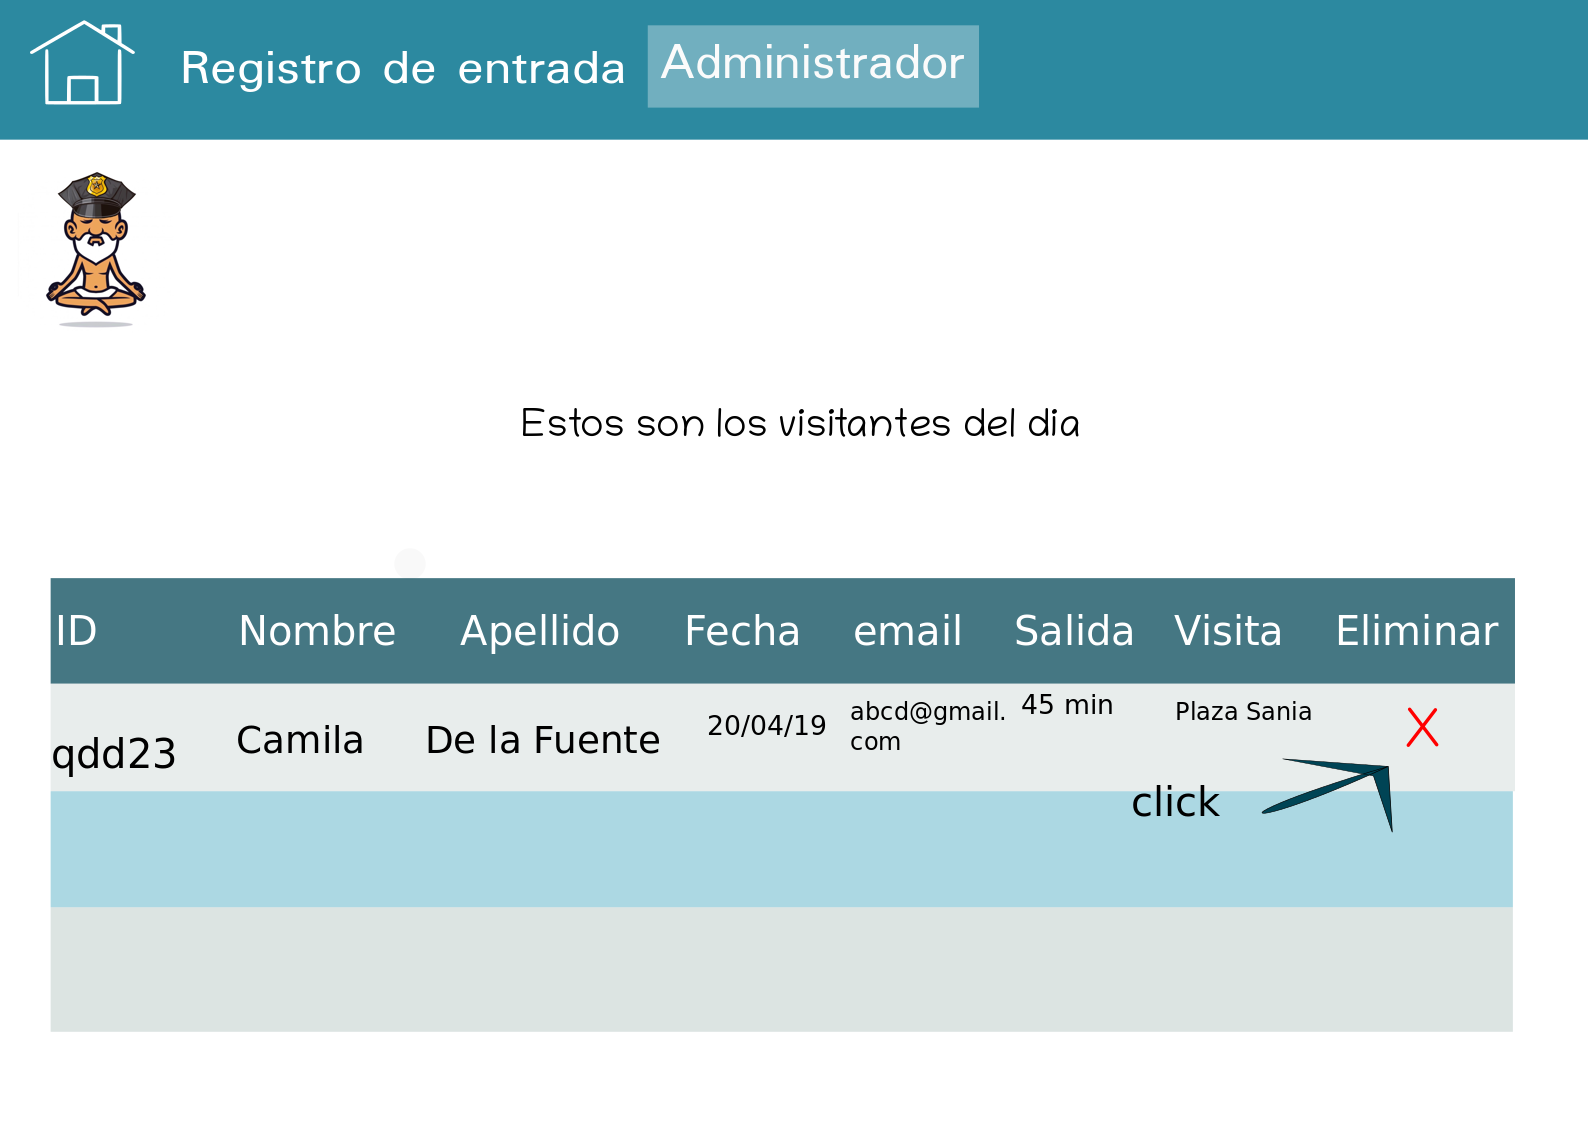 Registro de entrada Administrador
Estos son los visitantes del dia
ID Nombre Apellido Fecha email Salida Visita Eliminar
qdd23 Camila De la Fuente 20/04/19 abcd@gmail. 45 min Plaza Sania X
com
click